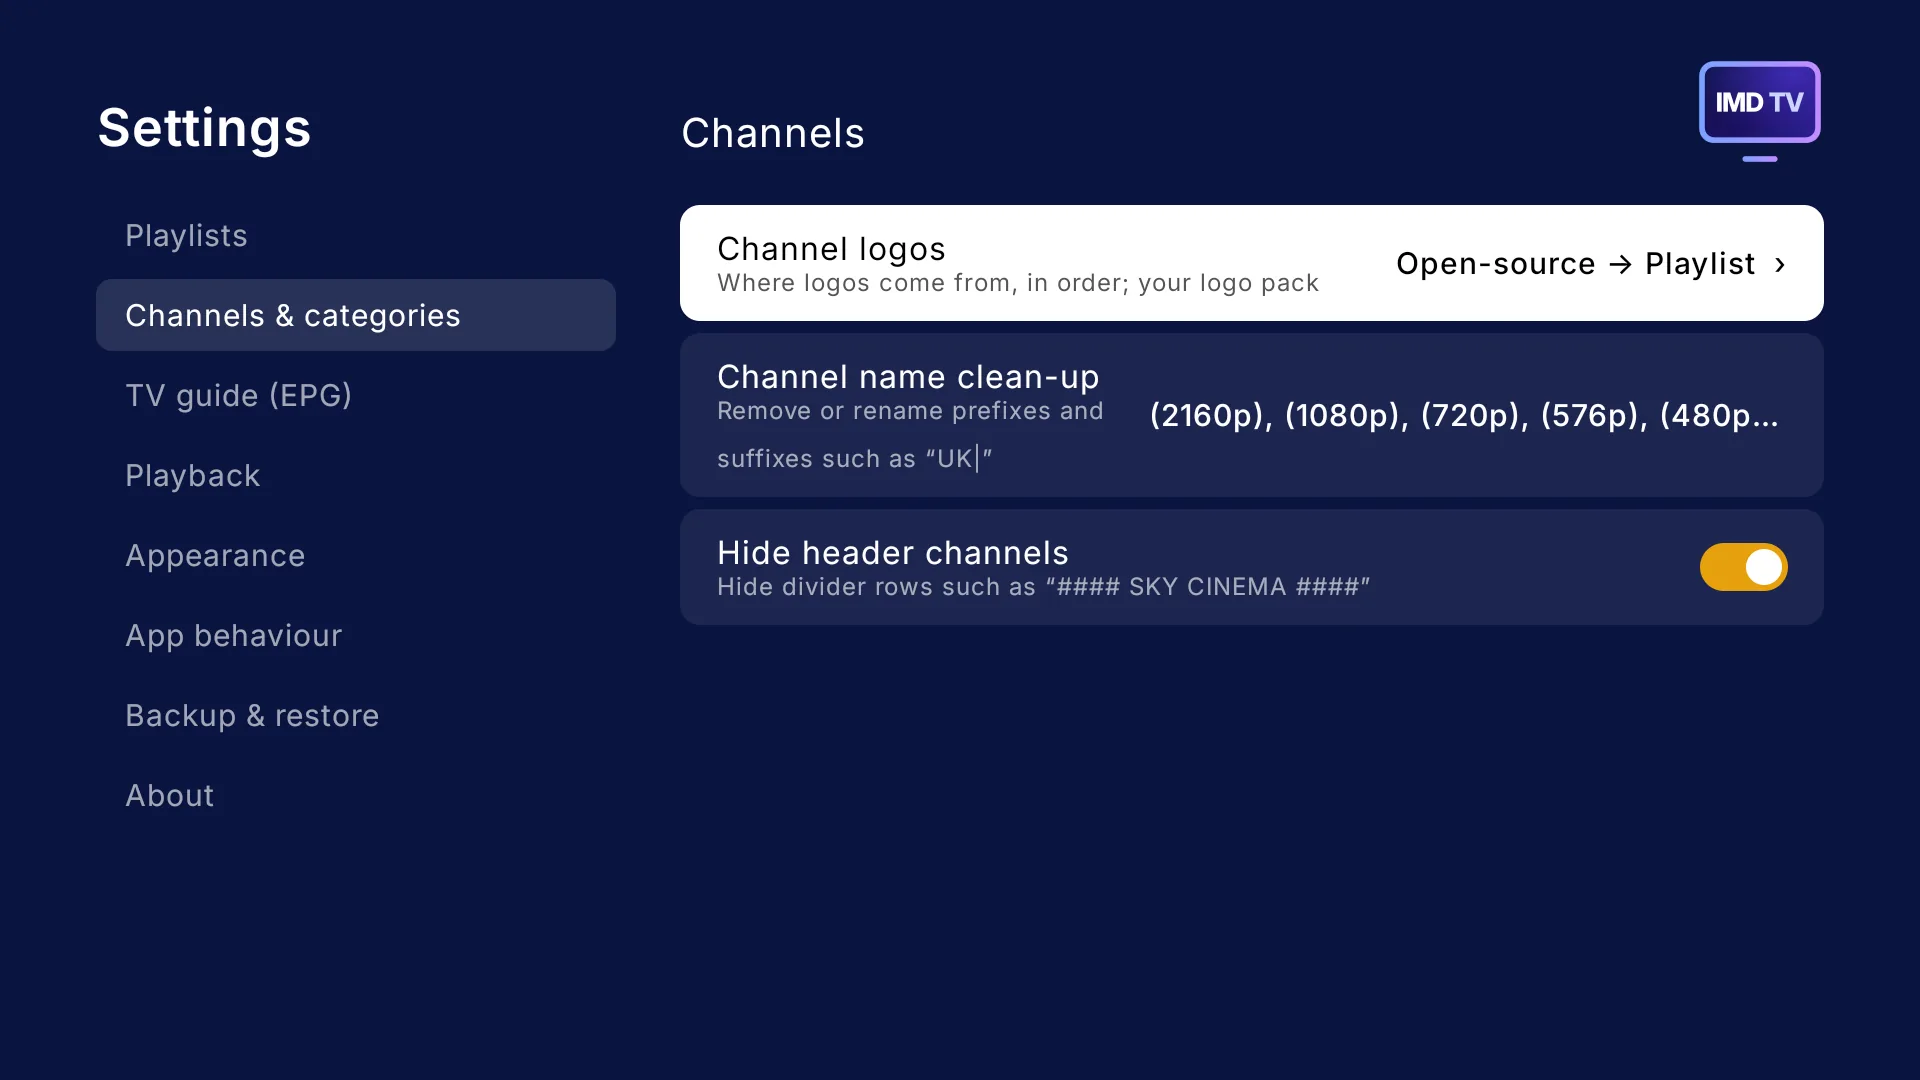 Settings
Playlists
Channels & categories
TV guide (EPG)
Playback
Appearance
App behaviour
Backup & restore
About
Channels
IMD TV
Channel logos
Where logos come from, in order; your logo pack
Open-source → Playlist ›
Channel name clean-up
Remove or rename prefixes and
suffixes such as “UK|”
(2160p), (1080p), (720p), (576p), (480p…
Hide header channels
Hide divider rows such as “#### SKY CINEMA ####”